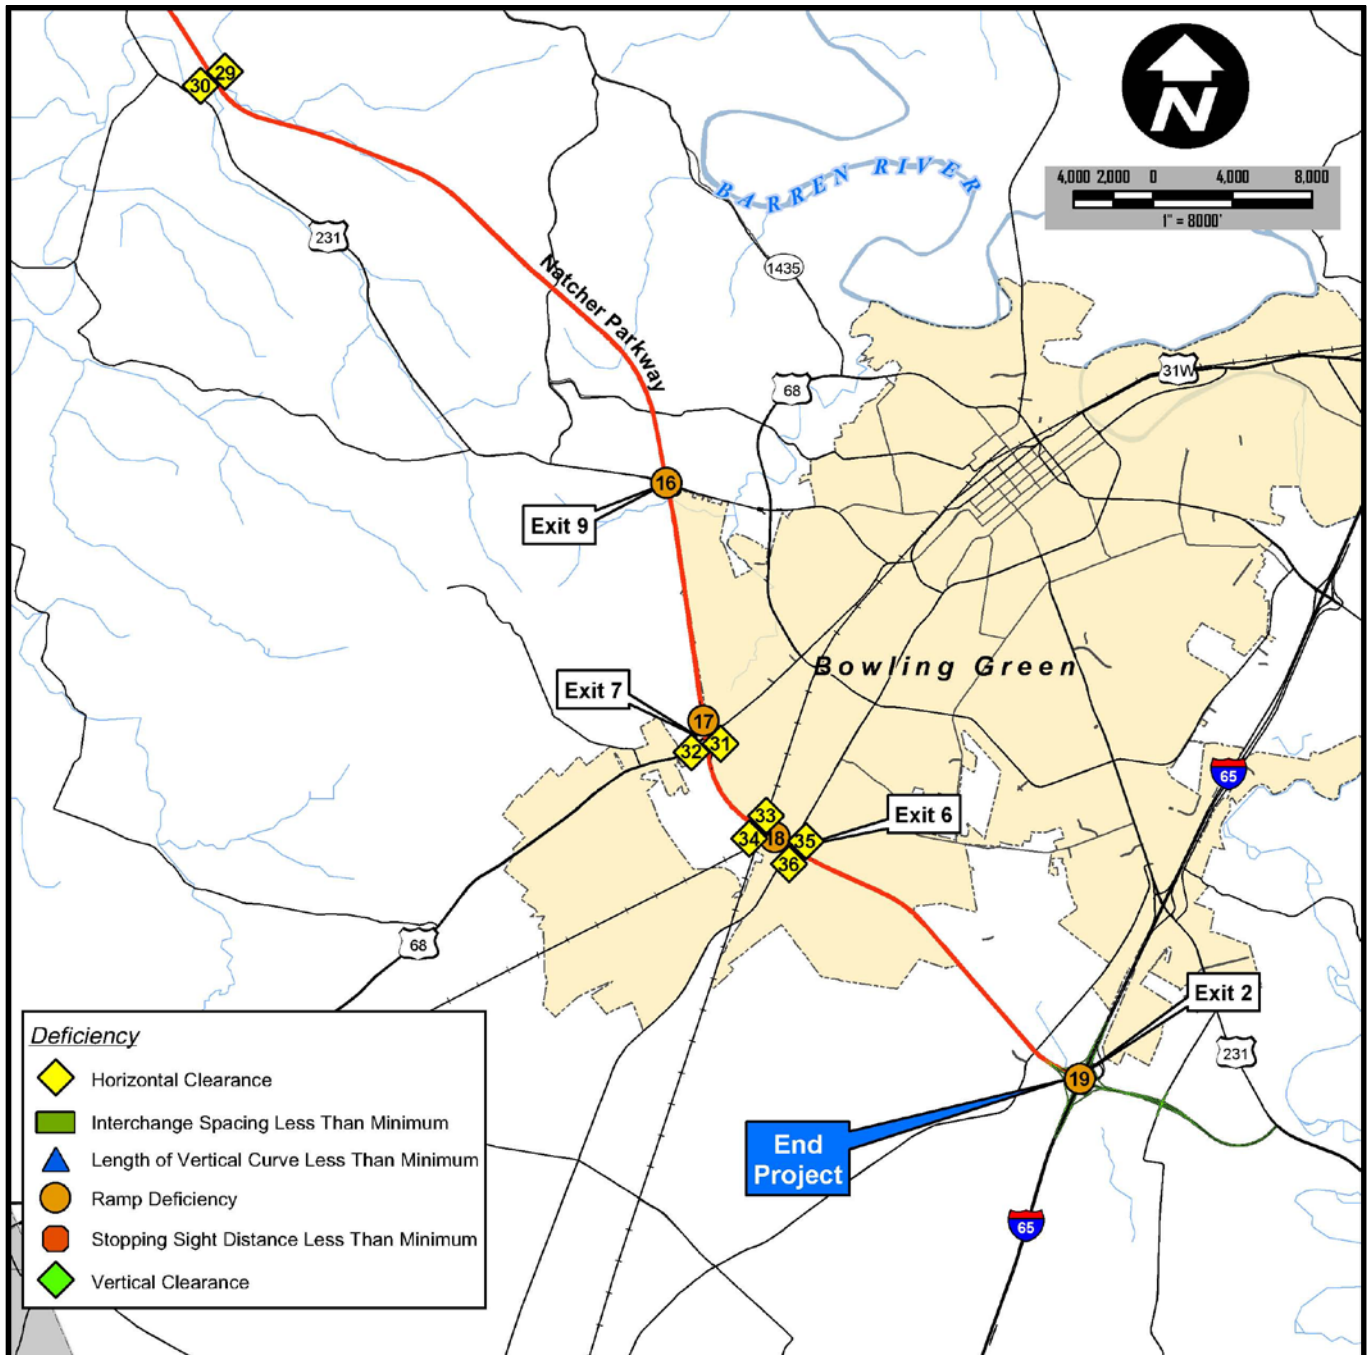 29
30
N
4,000 2,000 0 4,000 8,000
1" = 8000'
BARREN RIVER
231
1435
Natcher Parkway
31W
68
16
Exit 9
Bowling Green
Exit 7
17
31
32
65
33
34
18
35
36
Exit 6
68
Exit 2
231
19
End
Project
65
Deficiency
Horizontal Clearance
Interchange Spacing Less Than Minimum
Length of Vertical Curve Less Than Minimum
Ramp Deficiency
Stopping Sight Distance Less Than Minimum
Vertical Clearance